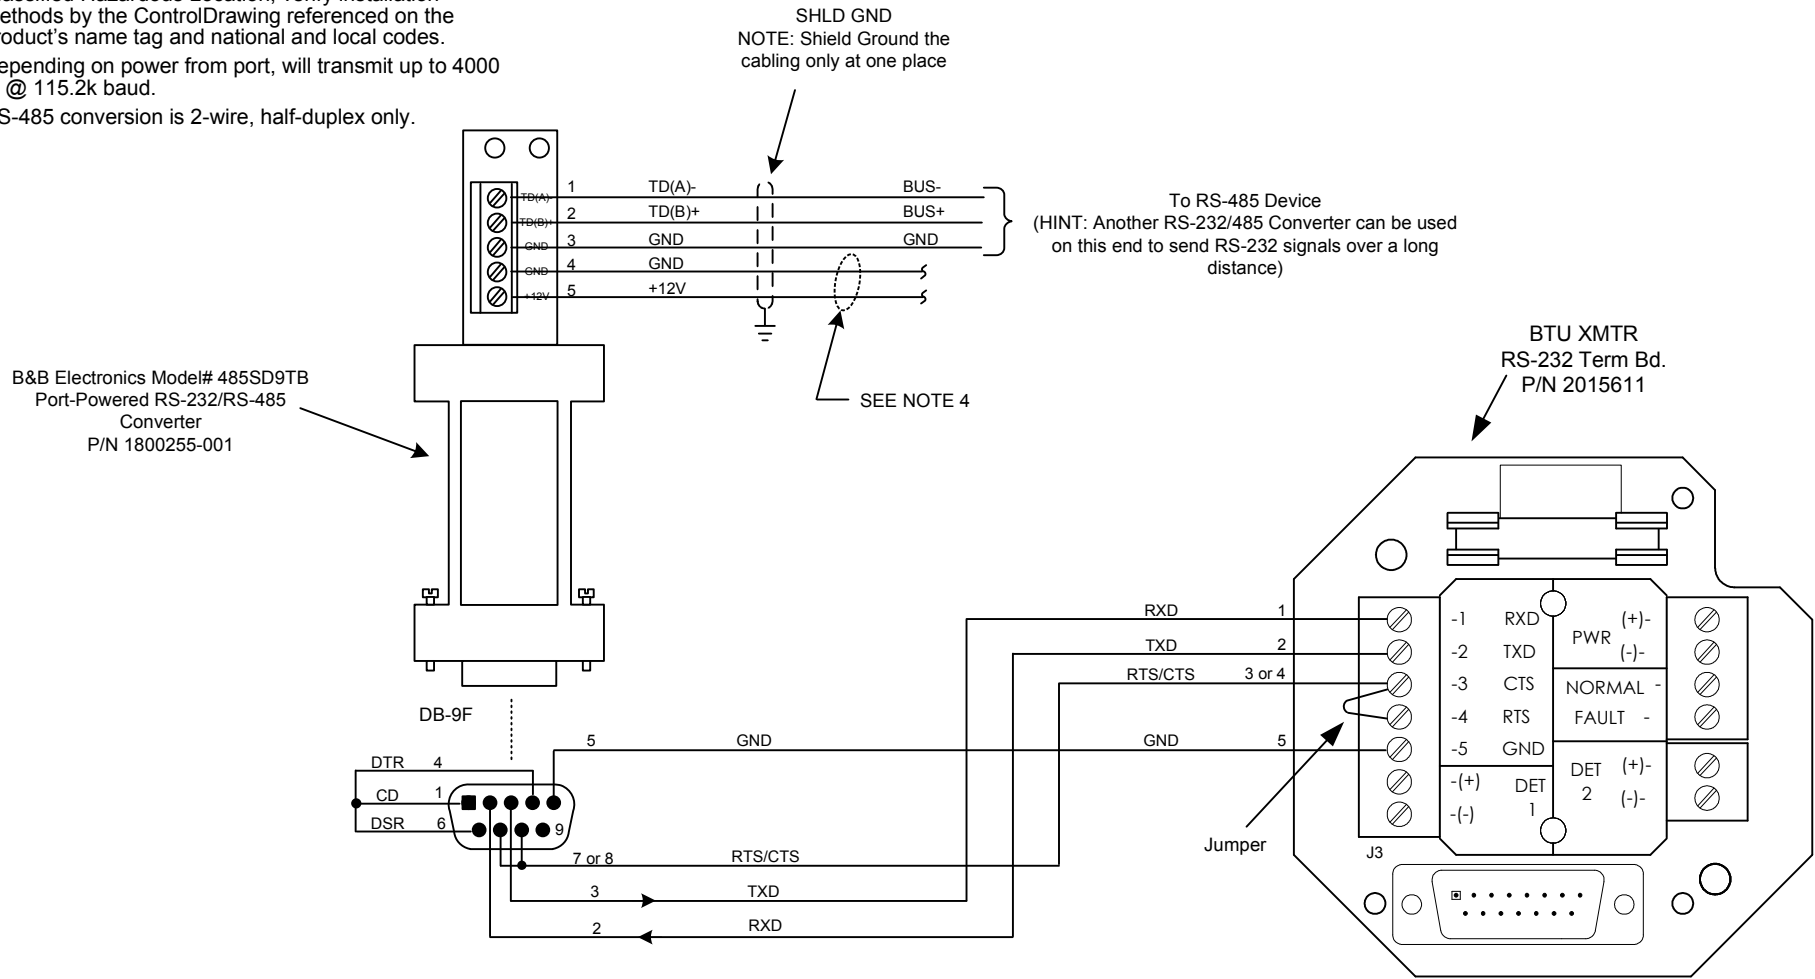 ethods by the ControlDrawing referenced on the
roduct's name tag and national and local codes.
epending on power from port, will transmit up to 4000
@ 115.2k baud.
S-485 conversion is 2-wire, half-duplex only.
SHLD GND
NOTE: Shield Ground the
cabling only at one place
TD(A)- 1 TD(A)- BUS-
TD(B)+ 2 TD(B)+ BUS+
GND 3 GND GND
GND 4 GND
+12V 5 +12V
To RS-485 Device
(HINT: Another RS-232/485 Converter can be used
on this end to send RS-232 signals over a long
distance)
SEE NOTE 4
B&B Electronics Model# 485SD9TB
Port-Powered RS-232/RS-485
Converter
P/N 1800255-001
BTU XMTR
RS-232 Term Bd.
P/N 2015611
RXD 1
TXD 2
RTS/CTS 3 or 4
GND 5
-1 RXD
-2 TXD
-3 CTS
-4 RTS
-5 GND
-(+)
-(-)
DET
1
PWR (+)-
(-)-
NORMAL -
FAULT -
DET (+)-
2 (-)-
Jumper
J3
DB-9F
5 GND
DTR 4
CD 1
DSR 6
9
7 or 8 RTS/CTS
3 TXD
2 RXD